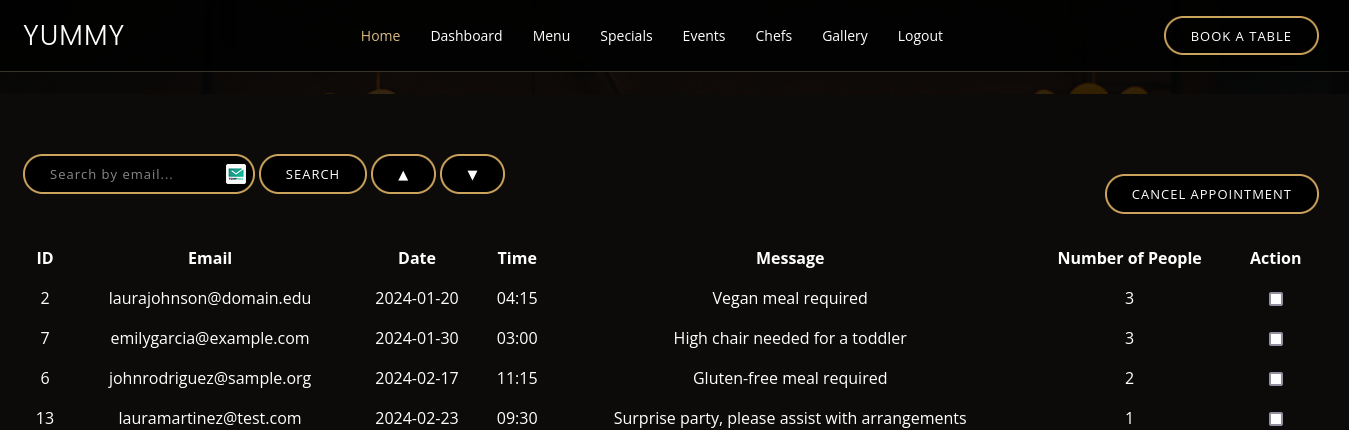 YUMMY Home Dashboard Menu Specials Events Chefs Gallery Logout BOOK A TABLE
Search by email... SEARCH ▲ ▼
CANCEL APPOINTMENT
ID Email Date Time Message Number of People Action
2 laurajohnson@domain.edu 2024-01-20 04:15 Vegan meal required 3
7 emilygarcia@example.com 2024-01-30 03:00 High chair needed for a toddler 3
6 johnrodriguez@sample.org 2024-02-17 11:15 Gluten-free meal required 2
13 lauramartinez@test.com 2024-02-23 09:30 Surprise party, please assist with arrangements 1